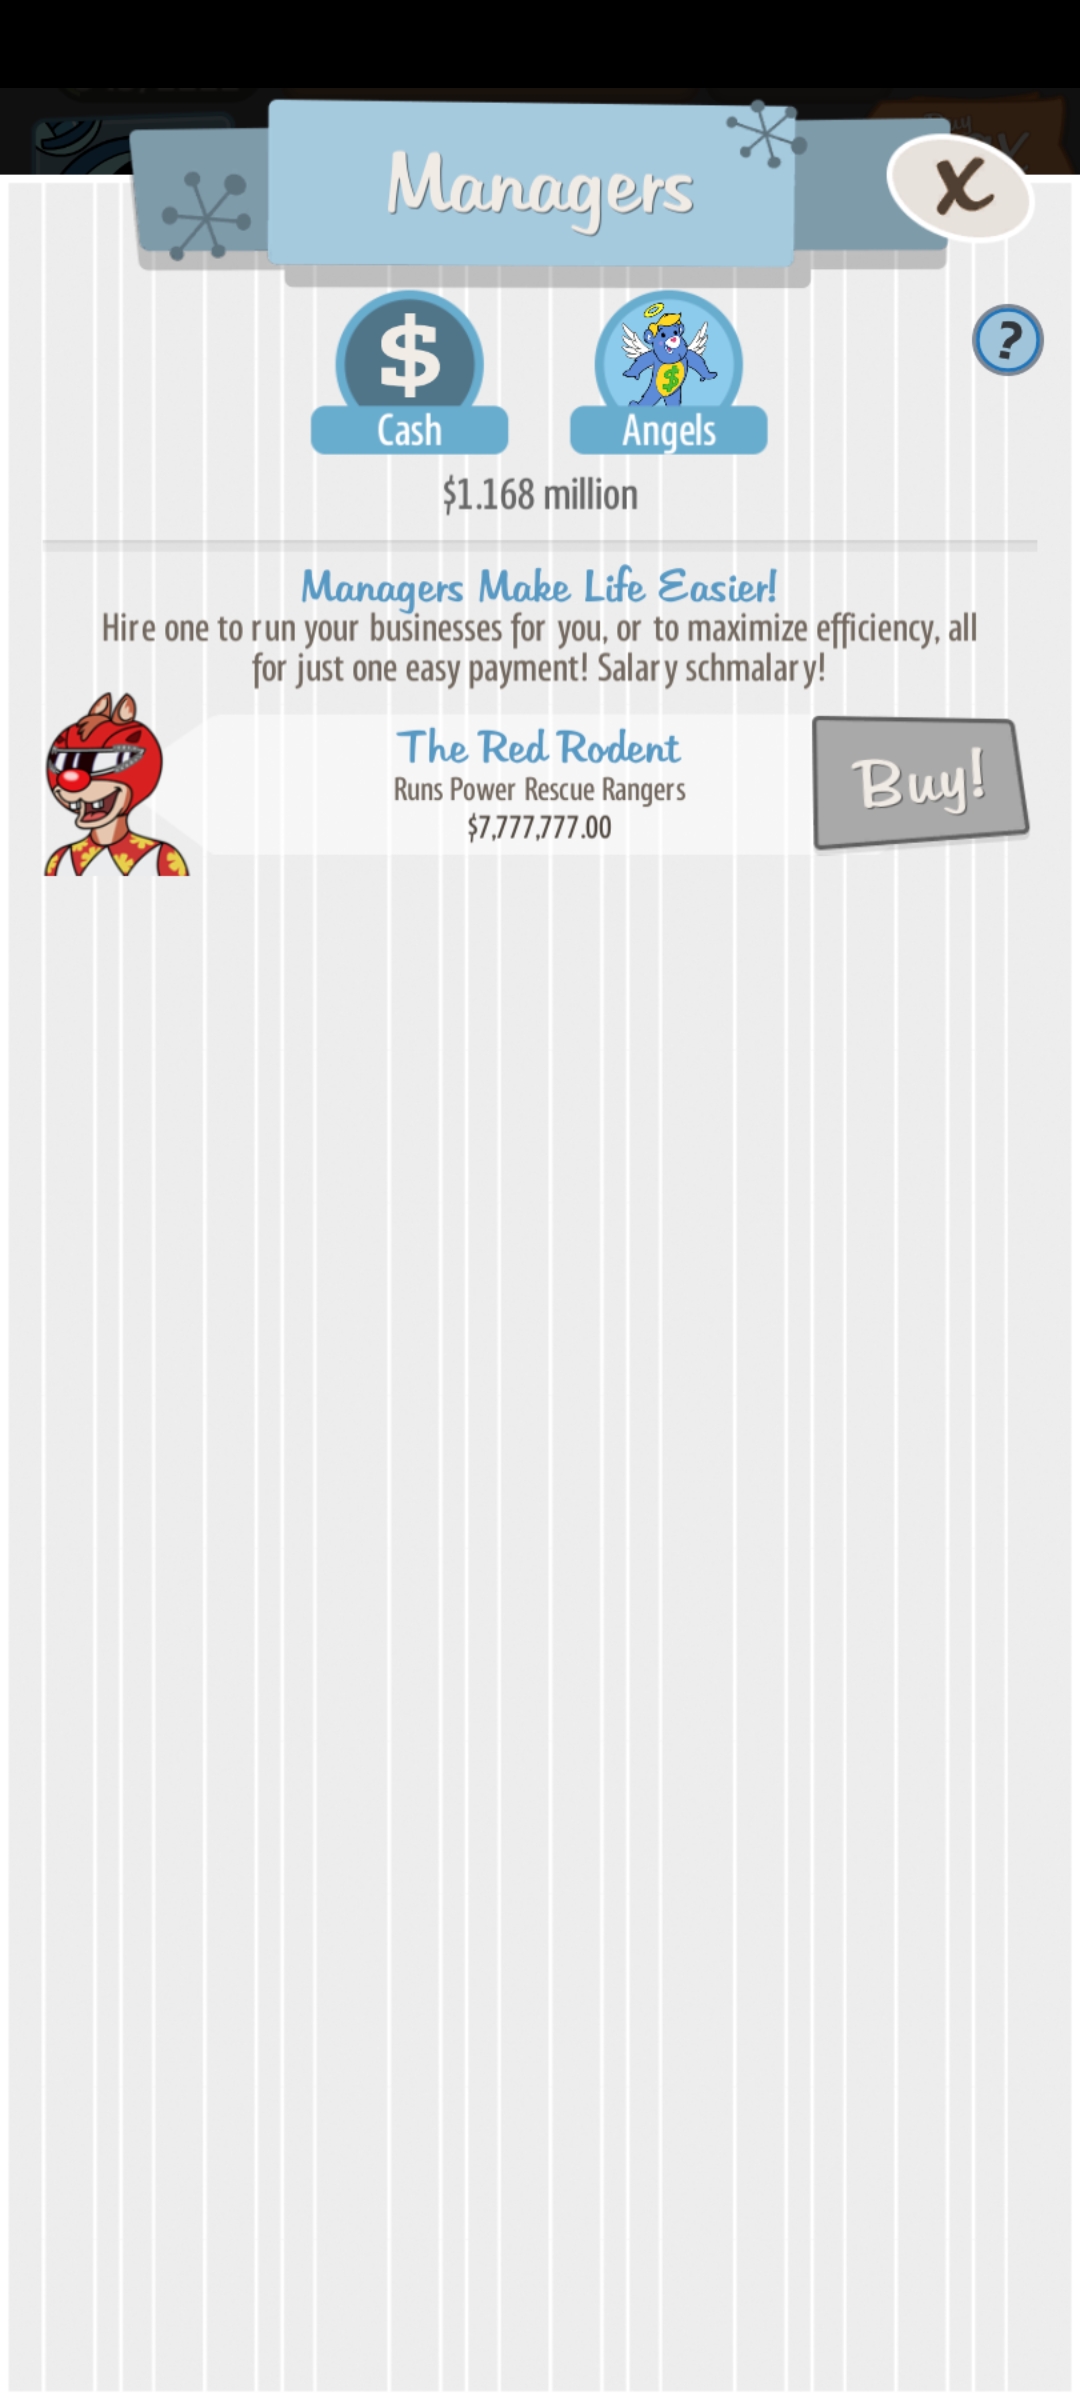 Managers
X
$
?
$
Cash
Angels
$1.168 million
Managers Make Life Easier!
Hire one to run your businesses for you, or to maximize efficiency, all
for just one easy payment! Salary schmalary!
The Red Rodent
Runs Power Rescue Rangers
$7,777,777.00
Buy!